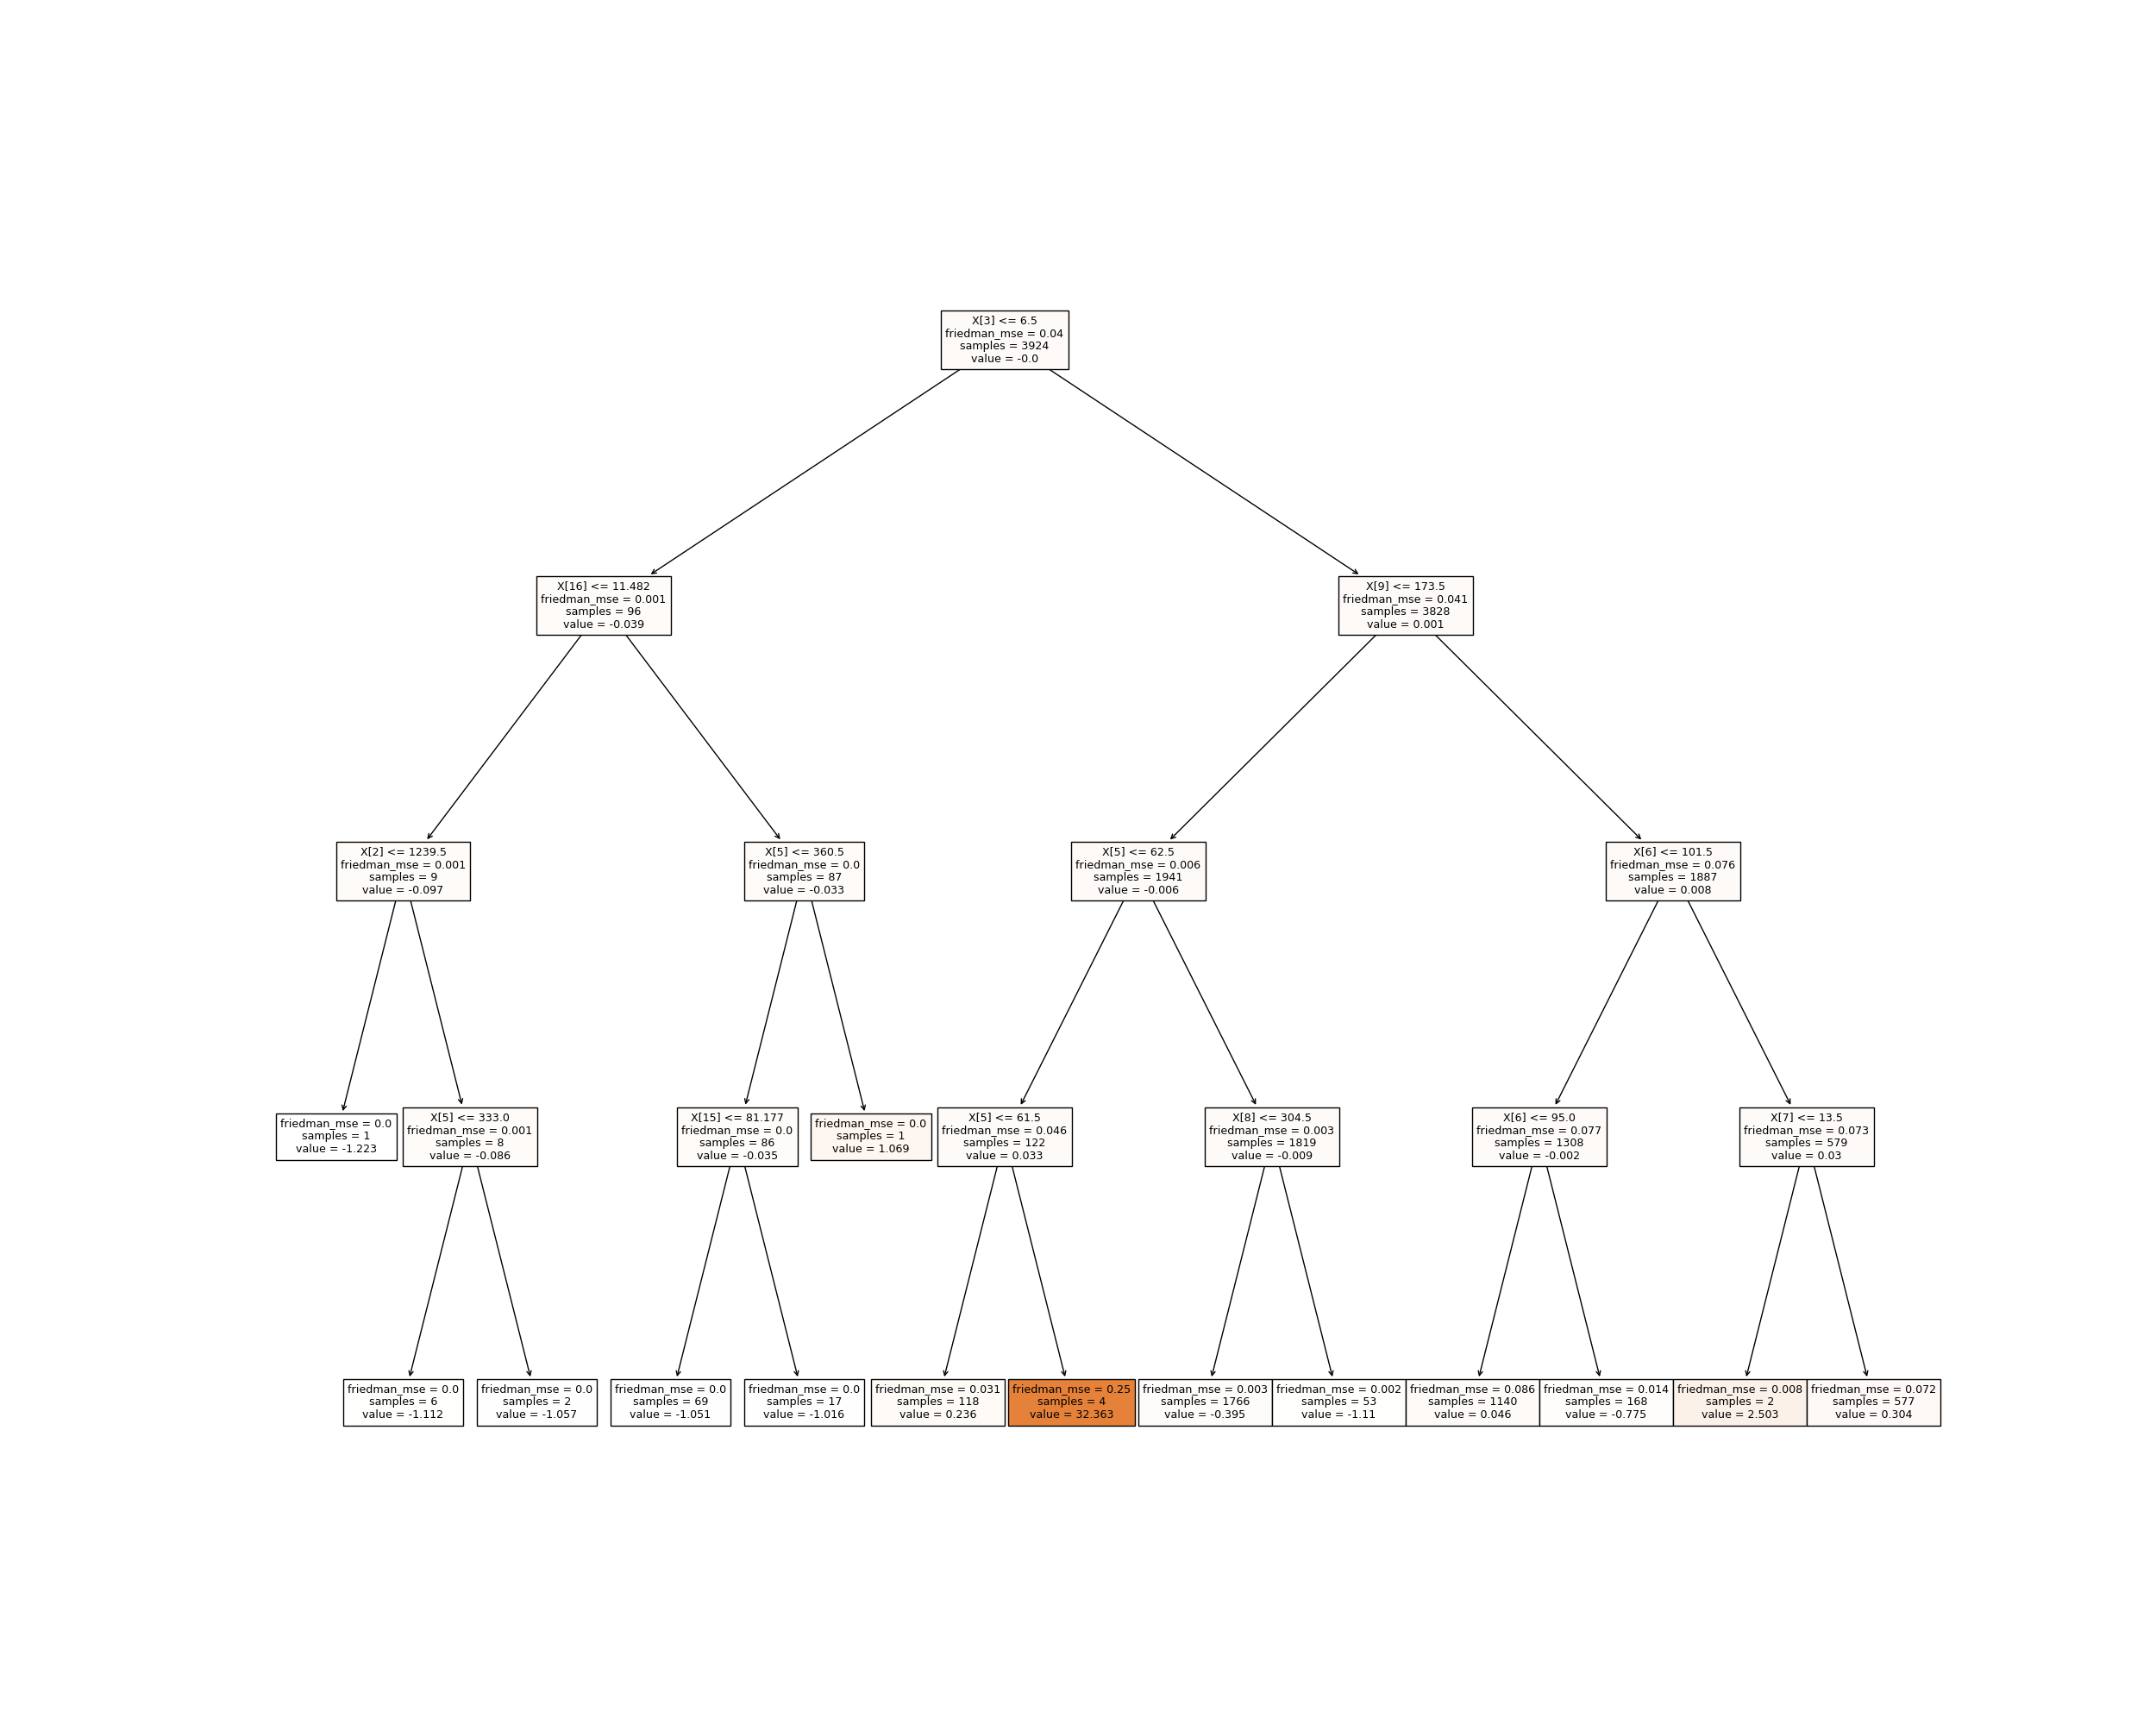 X[3] <= 6.5
friedman_mse = 0.04
samples = 3924
value = -0.0
X[16] <= 11.482
friedman_mse = 0.001
samples = 96
value = -0.039
X[9] <= 173.5
friedman_mse = 0.041
samples = 3828
value = 0.001
X[2] <= 1239.5
friedman_mse = 0.001
samples = 9
value = -0.097
X[5] <= 360.5
friedman_mse = 0.0
samples = 87
value = -0.033
X[5] <= 62.5
friedman_mse = 0.006
samples = 1941
value = -0.006
X[6] <= 101.5
friedman_mse = 0.076
samples = 1887
value = 0.008
friedman_mse = 0.0
samples = 1
value = -1.223
X[5] <= 333.0
friedman_mse = 0.001
samples = 8
value = -0.086
X[15] <= 81.177
friedman_mse = 0.0
samples = 86
value = -0.035
friedman_mse = 0.0
samples = 1
value = 1.069
X[5] <= 61.5
friedman_mse = 0.046
samples = 122
value = 0.033
X[8] <= 304.5
friedman_mse = 0.003
samples = 1819
value = -0.009
X[6] <= 95.0
friedman_mse = 0.077
samples = 1308
value = -0.002
X[7] <= 13.5
friedman_mse = 0.073
samples = 579
value = 0.03
friedman_mse = 0.0
samples = 6
value = -1.112
friedman_mse = 0.0
samples = 2
value = -1.057
friedman_mse = 0.0
samples = 69
value = -1.051
friedman_mse = 0.0
samples = 17
value = -1.016
friedman_mse = 0.031
samples = 118
value = 0.236
friedman_mse = 0.25
samples = 4
value = 32.363
friedman_mse = 0.003
samples = 1766
value = -0.395
friedman_mse = 0.002
samples = 53
value = -1.11
friedman_mse = 0.086
samples = 1140
value = 0.046
friedman_mse = 0.014
samples = 168
value = -0.775
friedman_mse = 0.008
samples = 2
value = 2.503
friedman_mse = 0.072
samples = 577
value = 0.304